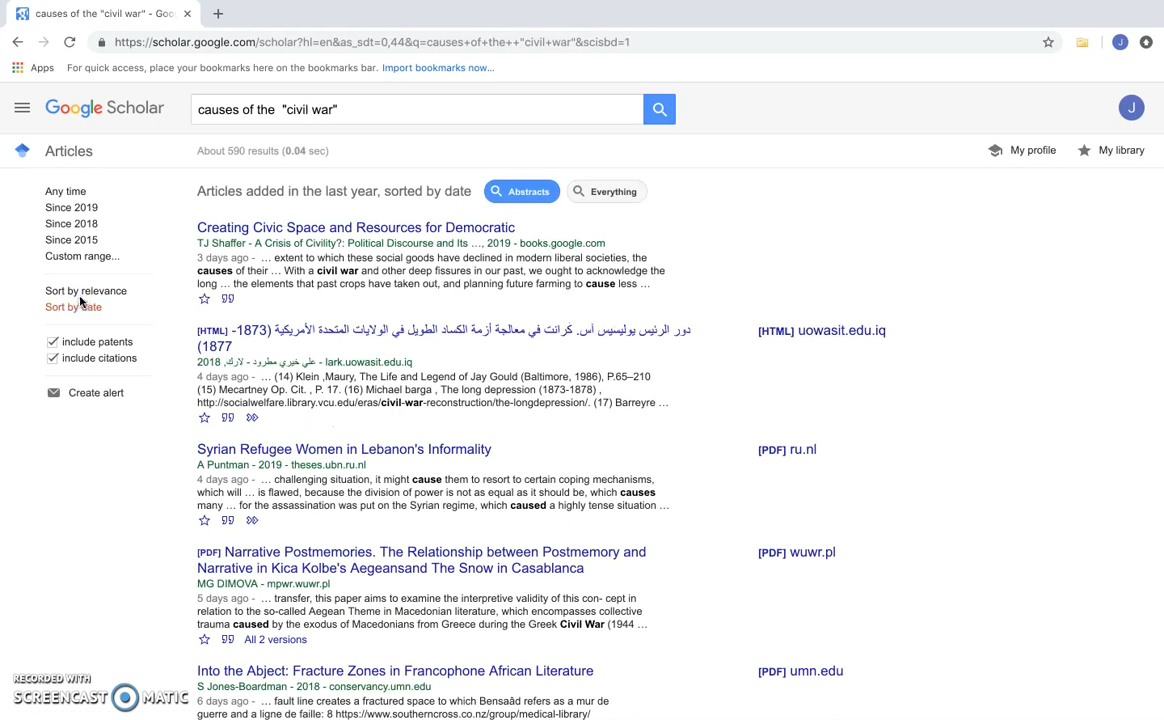 causes of the "civil war" - Goo
https://scholar.google.com/scholar?hl=en&as_sdt=0,44&q=causes+of+the++"civil+war"&scisbd=1
J
Apps
For quick access, place your bookmarks here on the bookmarks bar. Import bookmarks now...
Google Scholar
causes of the  "civil war"
J
Articles
About 590 results (0.04 sec)
My profile
My library
Any time
Since 2019
Since 2018
Since 2015
Custom range...
Sort by relevance
Sort by date
include patents
include citations
Create alert
Articles added in the last year, sorted by date
Abstracts
Everything
Creating Civic Space and Resources for Democratic
TJ Shaffer - A Crisis of Civility?: Political Discourse and Its …, 2019 - books.google.com
3 days ago - … extent to which these social goods have declined in modern liberal societies, the
causes of their … With a civil war and other deep fissures in our past, we ought to acknowledge the
long … the elements that past crops have taken out, and planning future farming to cause less …
[HTML] دور الرئيس يوليسيس آس. كرانت في معالجة أزمة الكساد الطويل في الولايات المتحدة الأمريكية (1873-
1877)
علي خيري مطرود - لارك, 2018 - lark.uowasit.edu.iq
4 days ago - … (14) Klein ,Maury, The Life and Legend of Jay Gould (Baltimore, 1986), P.65–210
(15) Mecartney Op. Cit. , P. 17. (16) Michael barga , The long depression (1873-1878) ,
http://socialwelfare.library.vcu.edu/eras/civil-war-reconstruction/the-longdepression/. (17) Barreyre …
[HTML] uowasit.edu.iq
Syrian Refugee Women in Lebanon's Informality
A Puntman - 2019 - theses.ubn.ru.nl
4 days ago - … challenging situation, it might cause them to resort to certain coping mechanisms,
which will … is flawed, because the division of power is not as equal as it should be, which causes
many … for the assassination was put on the Syrian regime, which caused a highly tense situation …
[PDF] ru.nl
[PDF] Narrative Postmemories. The Relationship between Postmemory and
Narrative in Kica Kolbe's Aegeansand The Snow in Casablanca
MG DIMOVA - mpwr.wuwr.pl
5 days ago - … transfer, this paper aims to examine the interpretive validity of this con- cept in
relation to the so-called Aegean Theme in Macedonian literature, which encompasses collective
trauma caused by the exodus of Macedonians from Greece during the Greek Civil War (1944 …
All 2 versions
[PDF] wuwr.pl
Into the Abject: Fracture Zones in Francophone African Literature
S Jones-Boardman - 2018 - conservancy.umn.edu
6 days ago - … fault line creates a fractured space to which Bensaâd refers as a mur de
guerre and a ligne de faille: 8 https://www.southerncross.co.nz/group/medical-library/
[PDF] umn.edu
RECORDED WITH
SCREENCAST MATIC